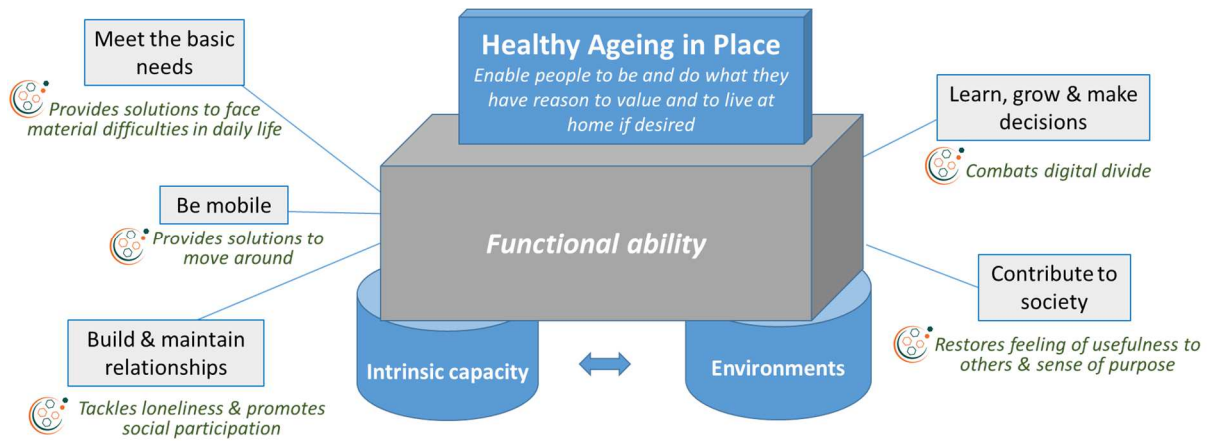 Healthy Ageing in Place
Enable people to be and do what they
have reason to value and to live at
home if desired
Meet the basic
needs
Provides solutions to face
material difficulties in daily life
Be mobile
Provides solutions to
move around
Build & maintain
relationships
Tackles loneliness & promotes
social participation
Functional ability
Intrinsic capacity
Environments
Learn, grow & make
decisions
Combats digital divide
Contribute to
society
Restores feeling of usefulness to
others & sense of purpose